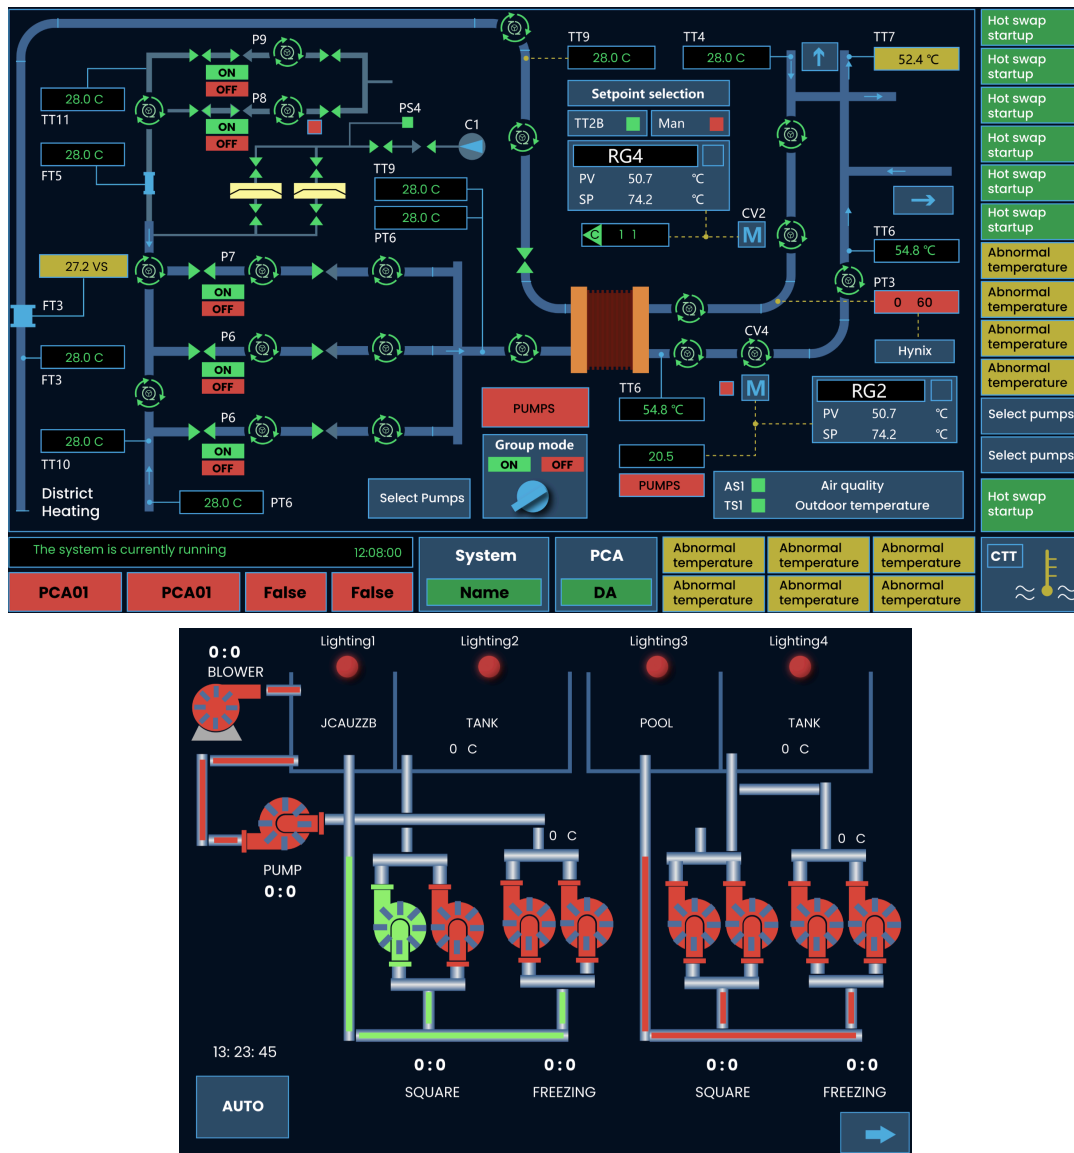 P9
ON
OFF
P8
ON
OFF
28.0 C
TT11
28.0 C
FT5
PS4
C1
TT9
28.0 C
28.0 C
PT6
27.2 VS
FT3
P7
ON
OFF
28.0 C
FT3
P6
ON
OFF
28.0 C
TT10
P6
ON
OFF
District
Heating
28.0 C
PT6
Select Pumps
TT9
28.0 C
TT4
28.0 C
TT7
52.4 ℃
Setpoint selection
TT2B
Man
RG4
PV 50.7 ℃
SP 74.2 ℃
C 1 1
CV2
M
TT6
54.8 ℃
PT3
0 60
Hynix
CV4
M
TT6
54.8 ℃
RG2
PV 50.7 ℃
SP 74.2 ℃
PUMPS
Group mode
ON OFF
20.5
PUMPS
AS1 Air quality
TS1 Outdoor temperature
Hot swap
startup
Hot swap
startup
Hot swap
startup
Hot swap
startup
Hot swap
startup
Hot swap
startup
Abnormal
temperature
Abnormal
temperature
Abnormal
temperature
Abnormal
temperature
Select pumps
Select pumps
Hot swap
startup
The system is currently running 12:08:00
PCA01
PCA01
False
False
System
Name
PCA
DA
Abnormal
temperature
Abnormal
temperature
Abnormal
temperature
Abnormal
temperature
Abnormal
temperature
Abnormal
temperature
CTT
0:0
BLOWER
Lighting1
Lighting2
Lighting3
Lighting4
JCAUZZB
TANK
0 C
POOL
TANK
0 C
PUMP
0:0
0 C
0 C
13: 23: 45
AUTO
0:0
SQUARE
0:0
FREEZING
0:0
SQUARE
0:0
FREEZING